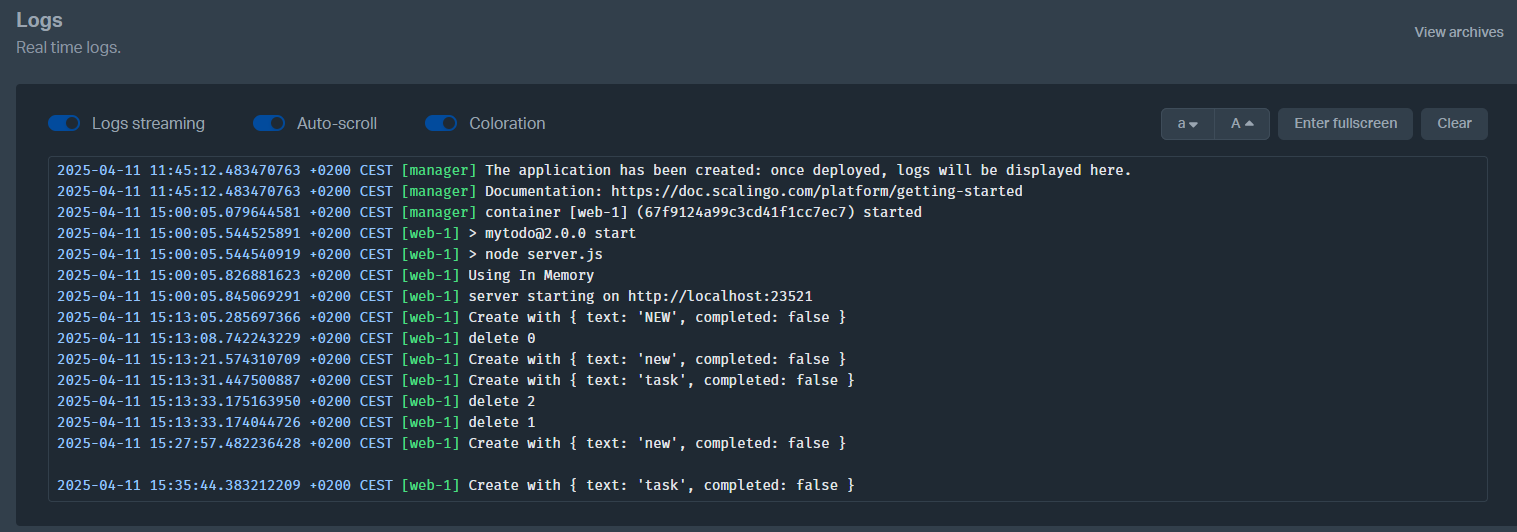 Logs
Real time logs.
View archives
Logs streaming
Auto-scroll
Coloration
a
A
Enter fullscreen
Clear
2025-04-11 11:45:12.483470763 +0200 CEST [manager] The application has been created: once deployed, logs will be displayed here.
2025-04-11 11:45:12.483470763 +0200 CEST [manager] Documentation: https://doc.scalingo.com/platform/getting-started
2025-04-11 15:00:05.079644581 +0200 CEST [manager] container [web-1] (67f9124a99c3cd41f1cc7ec7) started
2025-04-11 15:00:05.544525891 +0200 CEST [web-1] > mytodo@2.0.0 start
2025-04-11 15:00:05.544540919 +0200 CEST [web-1] > node server.js
2025-04-11 15:00:05.826881623 +0200 CEST [web-1] Using In Memory
2025-04-11 15:00:05.845069291 +0200 CEST [web-1] server starting on http://localhost:23521
2025-04-11 15:13:05.285697366 +0200 CEST [web-1] Create with { text: 'NEW', completed: false }
2025-04-11 15:13:08.742243229 +0200 CEST [web-1] delete 0
2025-04-11 15:13:21.574310709 +0200 CEST [web-1] Create with { text: 'new', completed: false }
2025-04-11 15:13:31.447500887 +0200 CEST [web-1] Create with { text: 'task', completed: false }
2025-04-11 15:13:33.175163950 +0200 CEST [web-1] delete 2
2025-04-11 15:13:33.174044726 +0200 CEST [web-1] delete 1
2025-04-11 15:27:57.482236428 +0200 CEST [web-1] Create with { text: 'new', completed: false }
2025-04-11 15:35:44.383212209 +0200 CEST [web-1] Create with { text: 'task', completed: false }